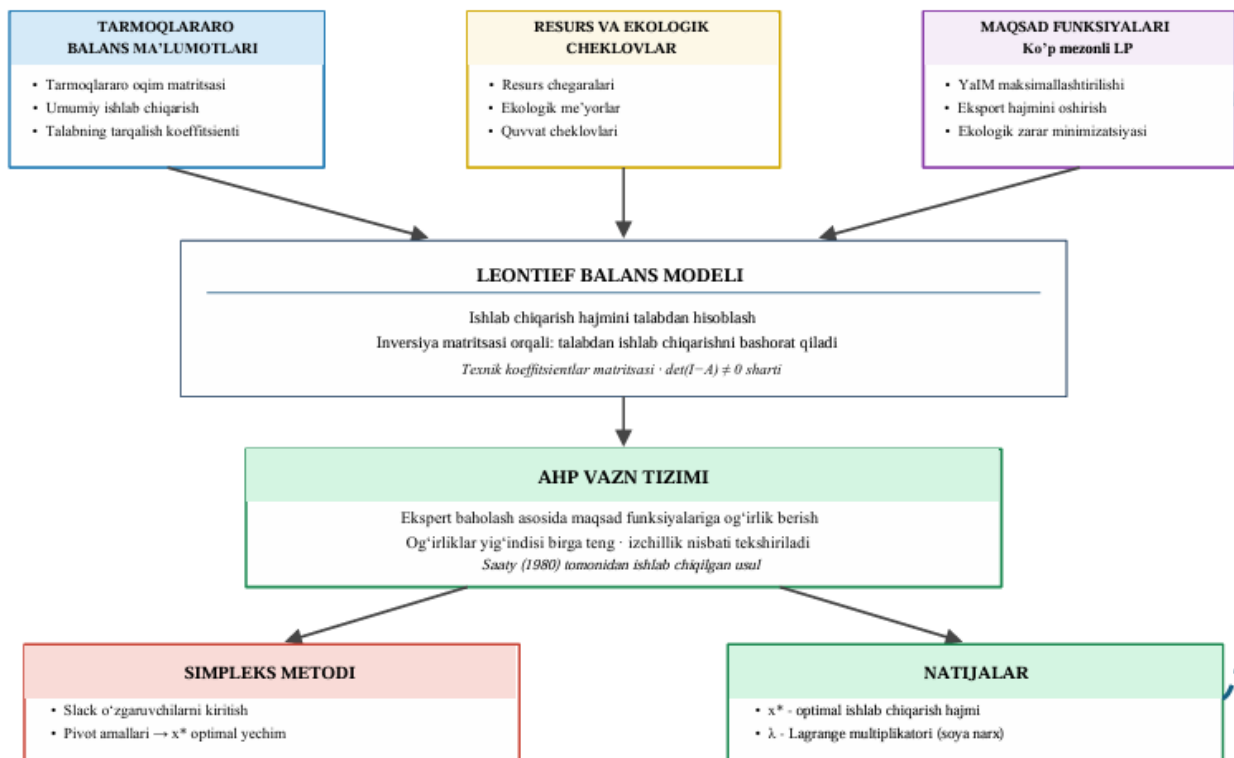 TARMOQLARARO
BALANS MA’LUMOTLARI
• Tarmoqlararo oqim matritsasi
• Umumiy ishlab chiqarish
• Talabning tarqalish koeffitsienti
RESURS VA EKOLOGIK
CHEKLOVLAR
• Resurs chegaralari
• Ekologik me’yorlar
• Quvvat cheklovlari
MAQSAD FUNKSIYALARI
Ko’p mezonli LP
• YaIM maksimallashtirilishi
• Eksport hajmini oshirish
• Ekologik zarar minimizatsiyasi
LEONTIEF BALANS MODELI
Ishlab chiqarish hajmini talabdan hisoblash
Inversiya matritsasi orqali: talabdan ishlab chiqarishni bashorat qiladi
Texnik koeffitsientlar matritsasi · det(I−A) ≠ 0 sharti
AHP VAZN TIZIMI
Ekspert baholash asosida maqsad funksiyalariga og‘irlik berish
Og‘irliklar yig‘indisi birga teng · izchillik nisbati tekshiriladi
Saaty (1980) tomonidan ishlab chiqilgan usul
SIMPLEKS METODI
• Slack o‘zgaruvchilarni kiritish
• Pivot amallari → x* optimal yechim
NATIJALAR
• x* - optimal ishlab chiqarish hajmi
• λ - Lagrange multiplikatori (soya narx)